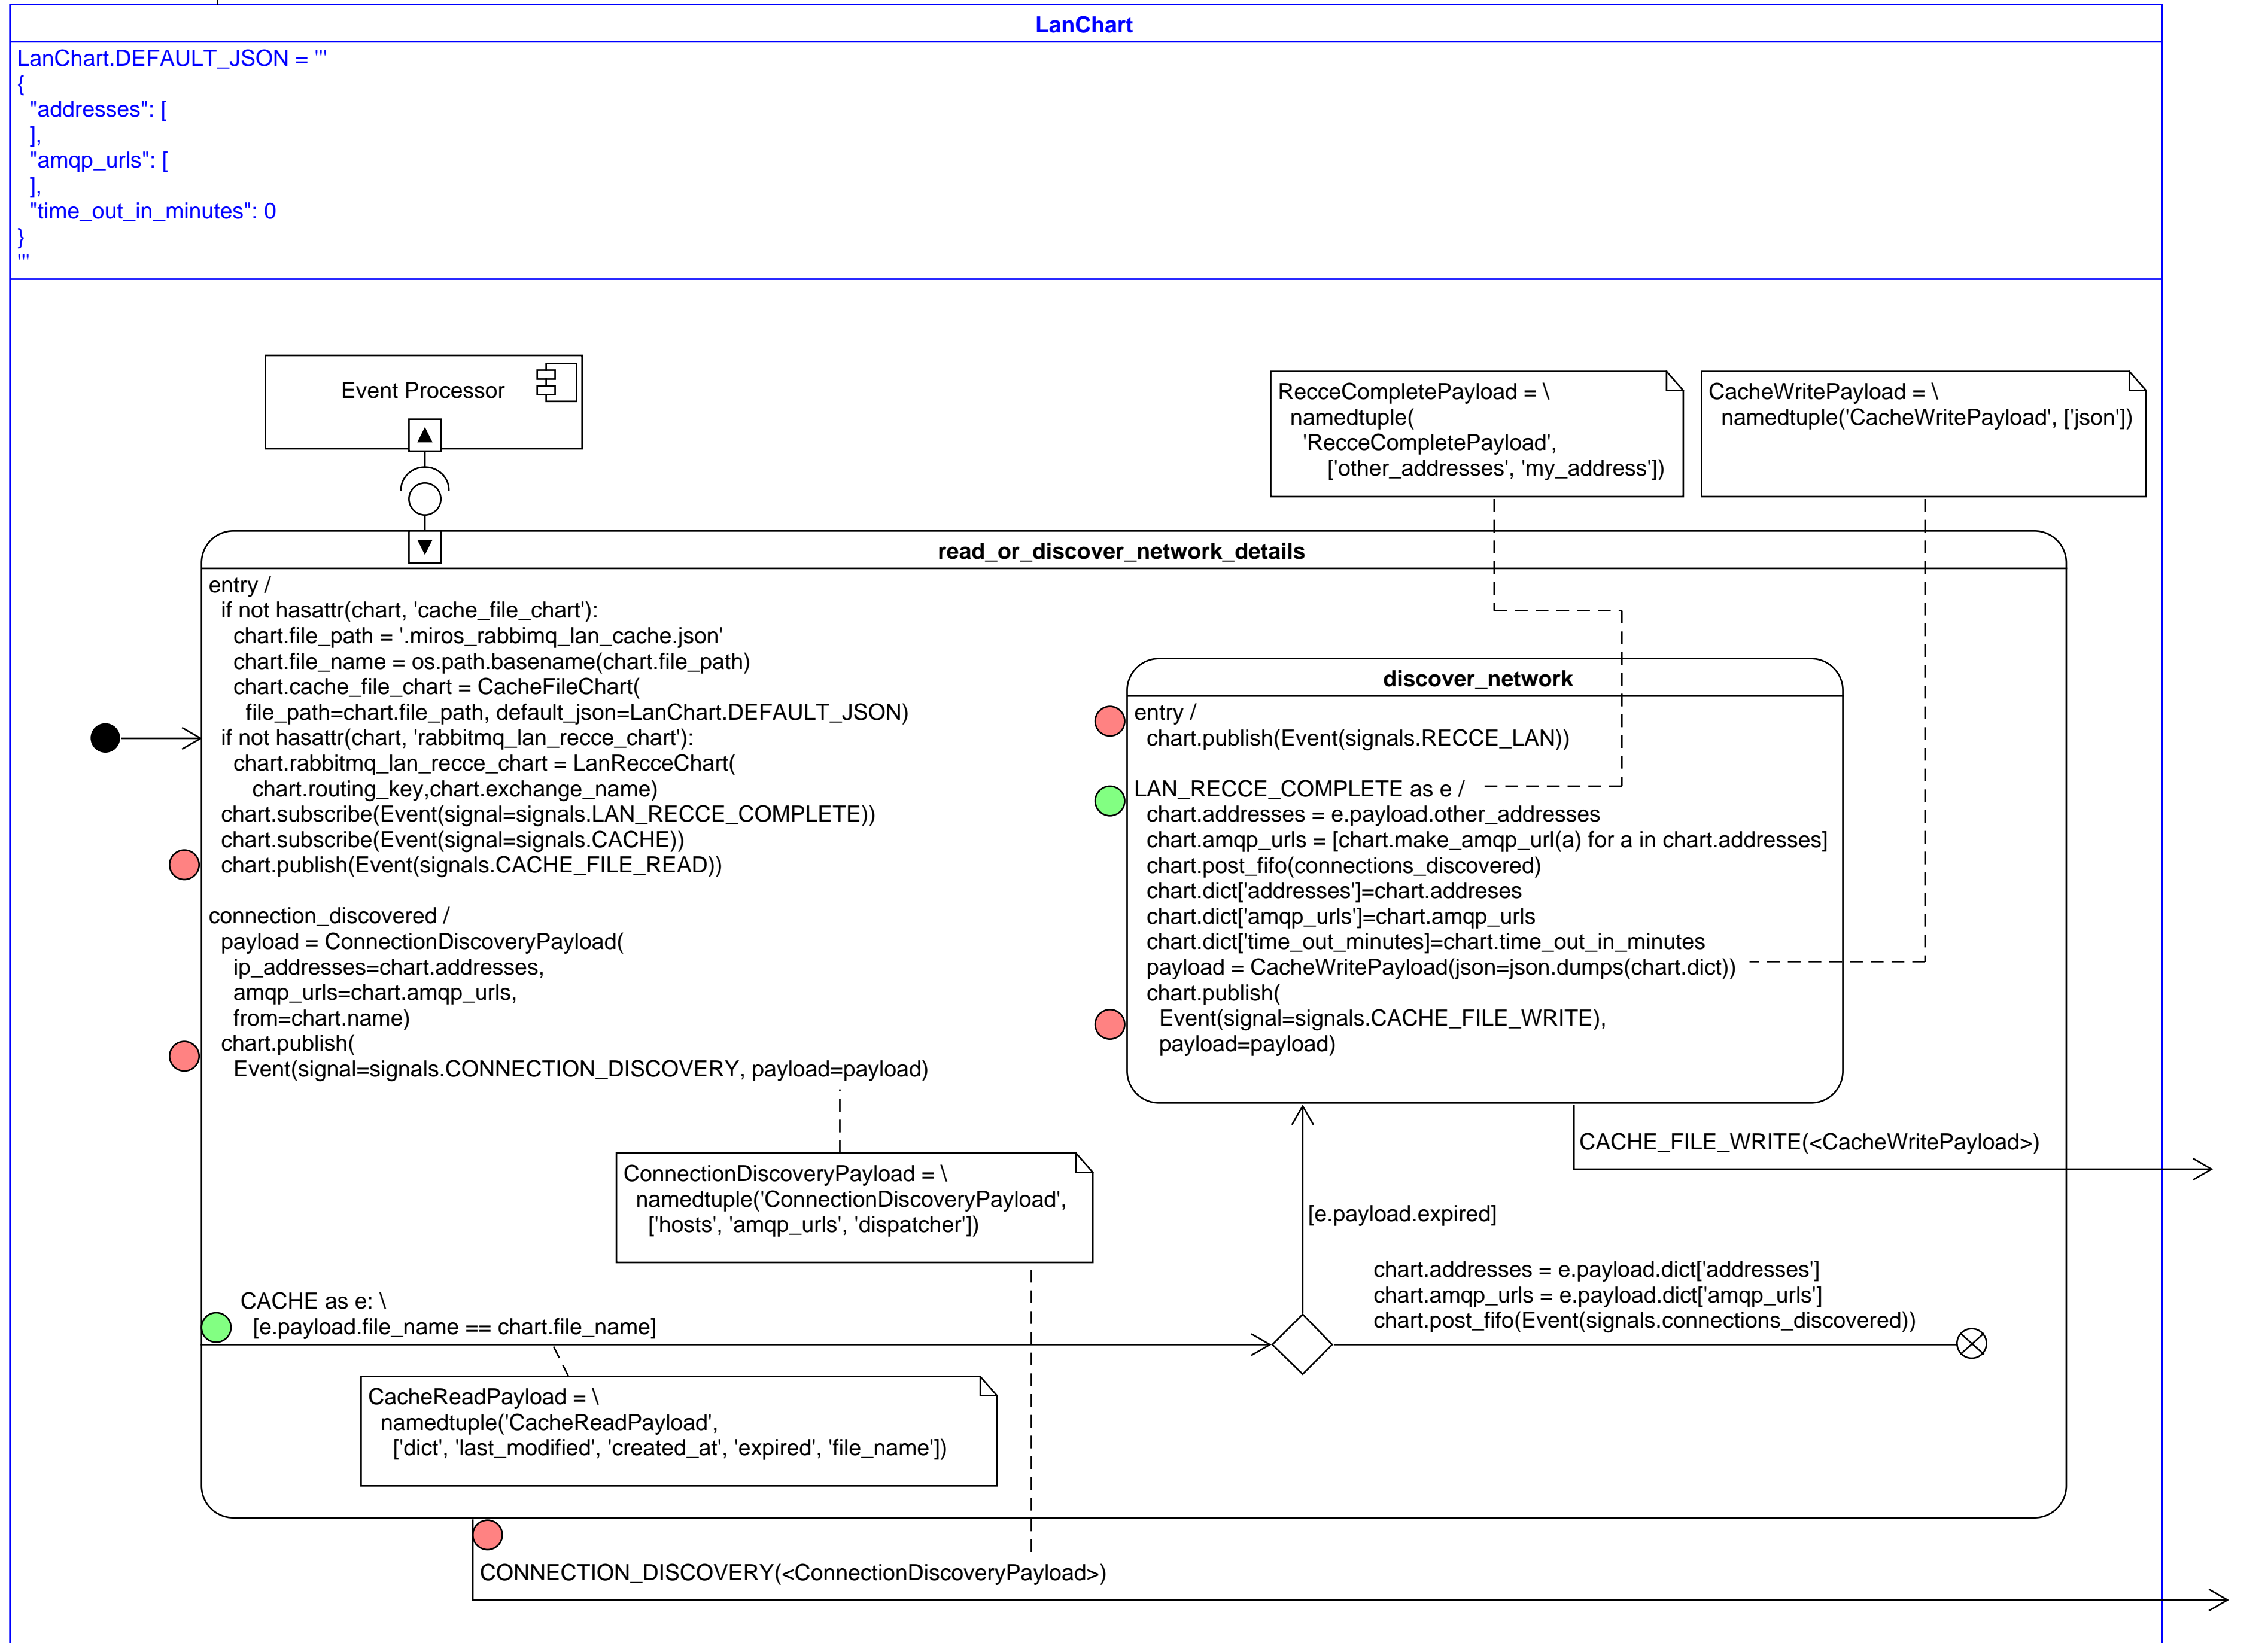 LanChart
LanChart.DEFAULT_JSON = '''
{
"addresses": [
],
"amqp_urls": [
],
"time_out_in_minutes": 0
}
'''
Event Processor
RecceCompletePayload = \
namedtuple(
'RecceCompletePayload',
['other_addresses', 'my_address'])
CacheWritePayload = \
namedtuple('CacheWritePayload', ['json'])
read_or_discover_network_details
entry /
if not hasattr(chart, 'cache_file_chart'):
chart.file_path = '.miros_rabbimq_lan_cache.json'
chart.file_name = os.path.basename(chart.file_path)
chart.cache_file_chart = CacheFileChart(
file_path=chart.file_path, default_json=LanChart.DEFAULT_JSON)
if not hasattr(chart, 'rabbitmq_lan_recce_chart'):
chart.rabbitmq_lan_recce_chart = LanRecceChart(
chart.routing_key,chart.exchange_name)
chart.subscribe(Event(signal=signals.LAN_RECCE_COMPLETE))
chart.subscribe(Event(signal=signals.CACHE))
chart.publish(Event(signals.CACHE_FILE_READ))
connection_discovered /
payload = ConnectionDiscoveryPayload(
ip_addresses=chart.addresses,
amqp_urls=chart.amqp_urls,
from=chart.name)
chart.publish(
Event(signal=signals.CONNECTION_DISCOVERY, payload=payload)
discover_network
entry /
chart.publish(Event(signals.RECCE_LAN))
LAN_RECCE_COMPLETE as e /
chart.addresses = e.payload.other_addresses
chart.amqp_urls = [chart.make_amqp_url(a) for a in chart.addresses]
chart.post_fifo(connections_discovered)
chart.dict['addresses']=chart.addreses
chart.dict['amqp_urls']=chart.amqp_urls
chart.dict['time_out_minutes]=chart.time_out_in_minutes
payload = CacheWritePayload(json=json.dumps(chart.dict))
chart.publish(
Event(signal=signals.CACHE_FILE_WRITE),
payload=payload)
CACHE_FILE_WRITE(<CacheWritePayload>)
ConnectionDiscoveryPayload = \
namedtuple('ConnectionDiscoveryPayload',
['hosts', 'amqp_urls', 'dispatcher'])
[e.payload.expired]
chart.addresses = e.payload.dict['addresses']
chart.amqp_urls = e.payload.dict['amqp_urls']
chart.post_fifo(Event(signals.connections_discovered))
CACHE as e: \
[e.payload.file_name == chart.file_name]
CacheReadPayload = \
namedtuple('CacheReadPayload',
['dict', 'last_modified', 'created_at', 'expired', 'file_name'])
CONNECTION_DISCOVERY(<ConnectionDiscoveryPayload>)